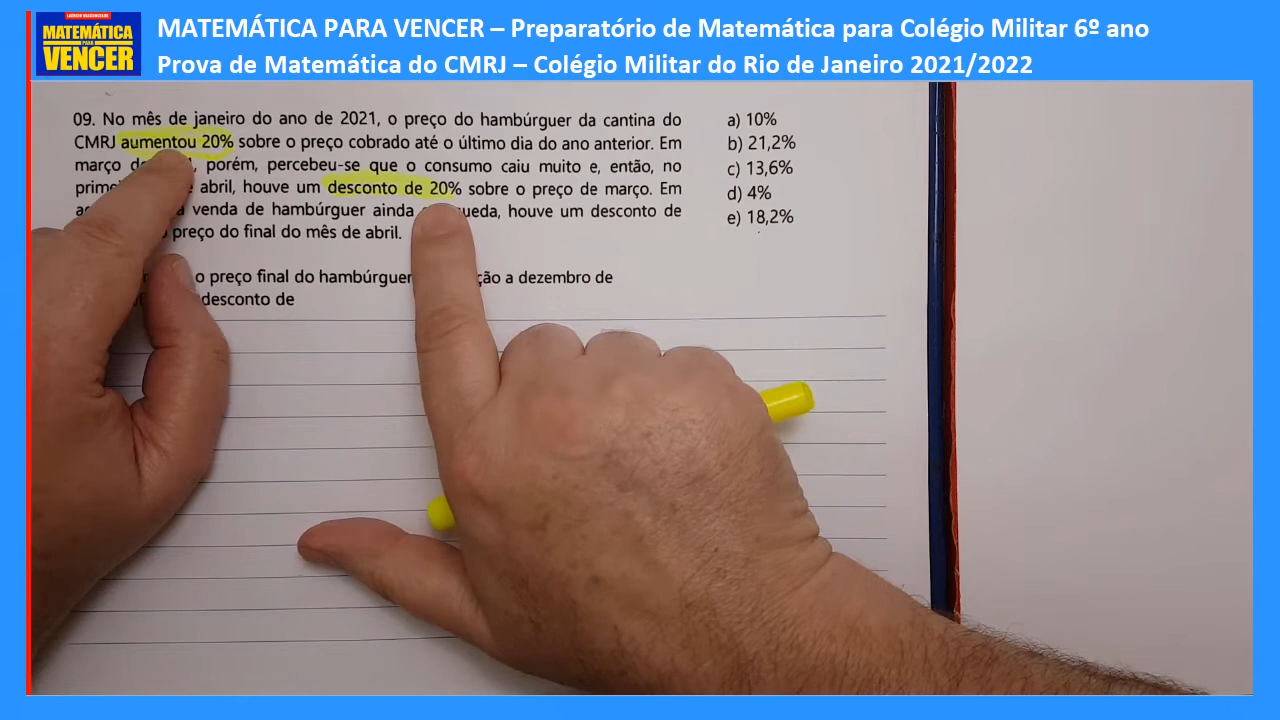 LAÉRCIO VASCONCELOS
MATEMÁTICA
PARA
VENCER
MATEMÁTICA PARA VENCER – Preparatório de Matemática para Colégio Militar 6º ano
Prova de Matemática do CMRJ – Colégio Militar do Rio de Janeiro 2021/2022
09. No mês de janeiro do ano de 2021, o preço do hambúrguer da cantina do
CMRJ aumentou 20% sobre o preço cobrado até o último dia do ano anterior. Em
março porém, percebeu-se que o consumo caiu muito e, então, no
abril, houve um desconto de 20% sobre o preço de março. Em
venda de hambúrguer ainda houve um desconto de
preço do final do mês de abril.
o preço final do hambúrguer a dezembro de
desconto de
a) 10%
b) 21,2%
c) 13,6%
d) 4%
e) 18,2%